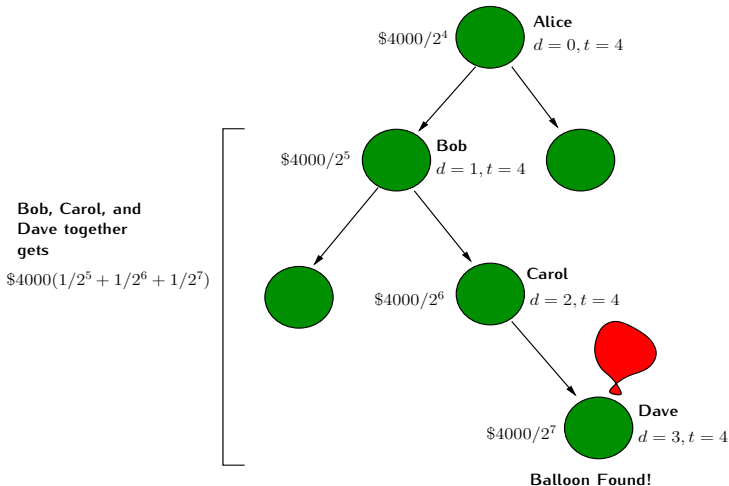 Alice
$4000/2^4
d = 0, t = 4
Bob
$4000/2^5
d = 1, t = 4
Bob, Carol, and
Dave together
gets
$4000(1/2^5 + 1/2^6 + 1/2^7)
Carol
$4000/2^6
d = 2, t = 4
Dave
$4000/2^7
d = 3, t = 4
Balloon Found!